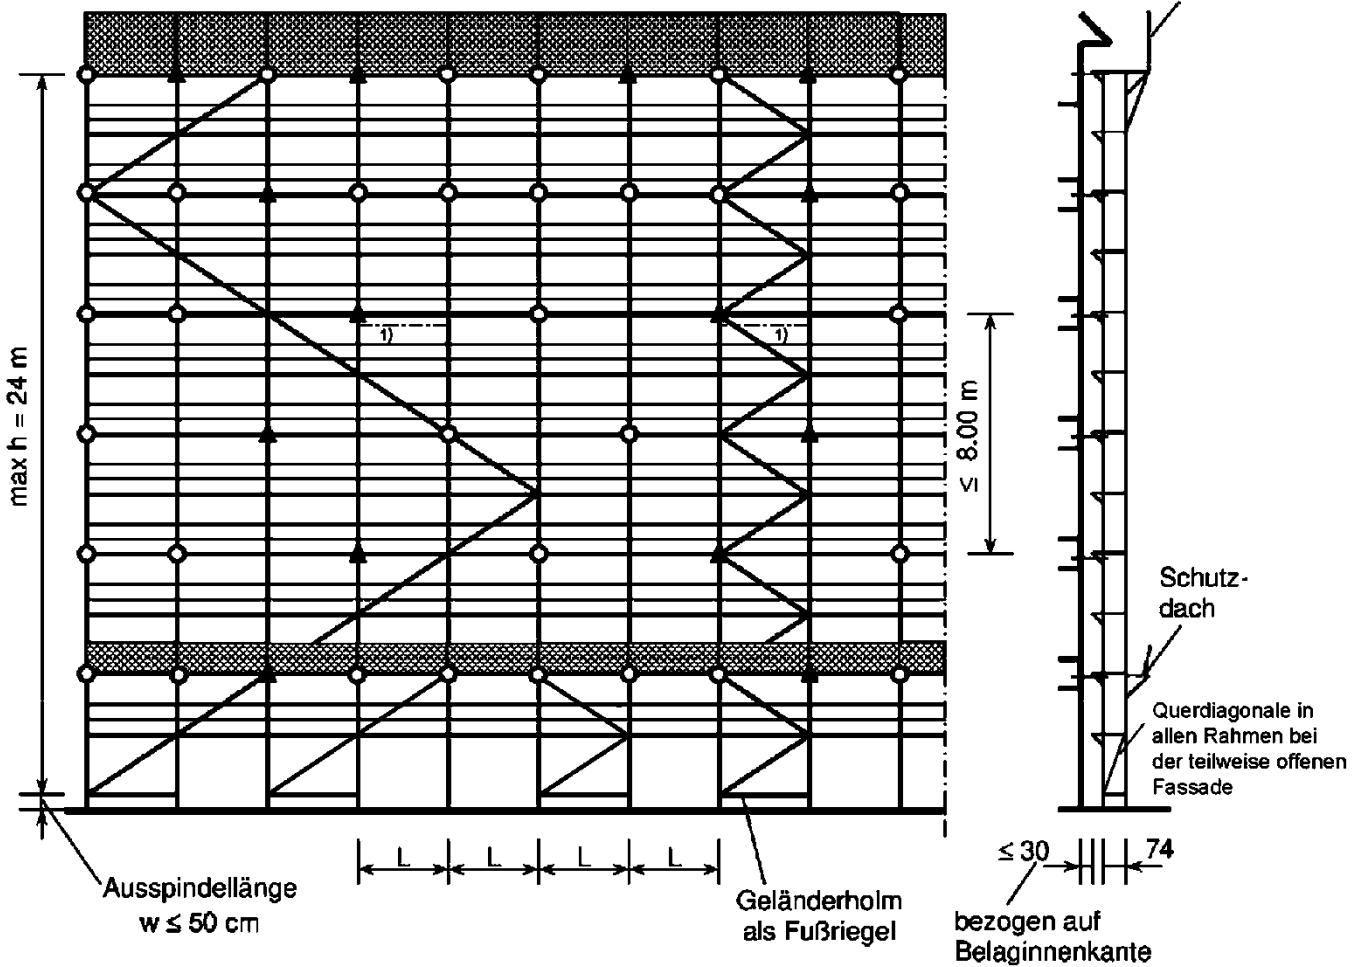 max h = 24 m
1)
1)
≤ 8.00 m
Schutz-
dach
Querdiagonale in
allen Rahmen bei
der teilweise offenen
Fassade
L
L
L
L
≤ 30
74
Ausspindellänge
w ≤ 50 cm
Geländerholm
als Fußriegel
bezogen auf
Belaginnenkante